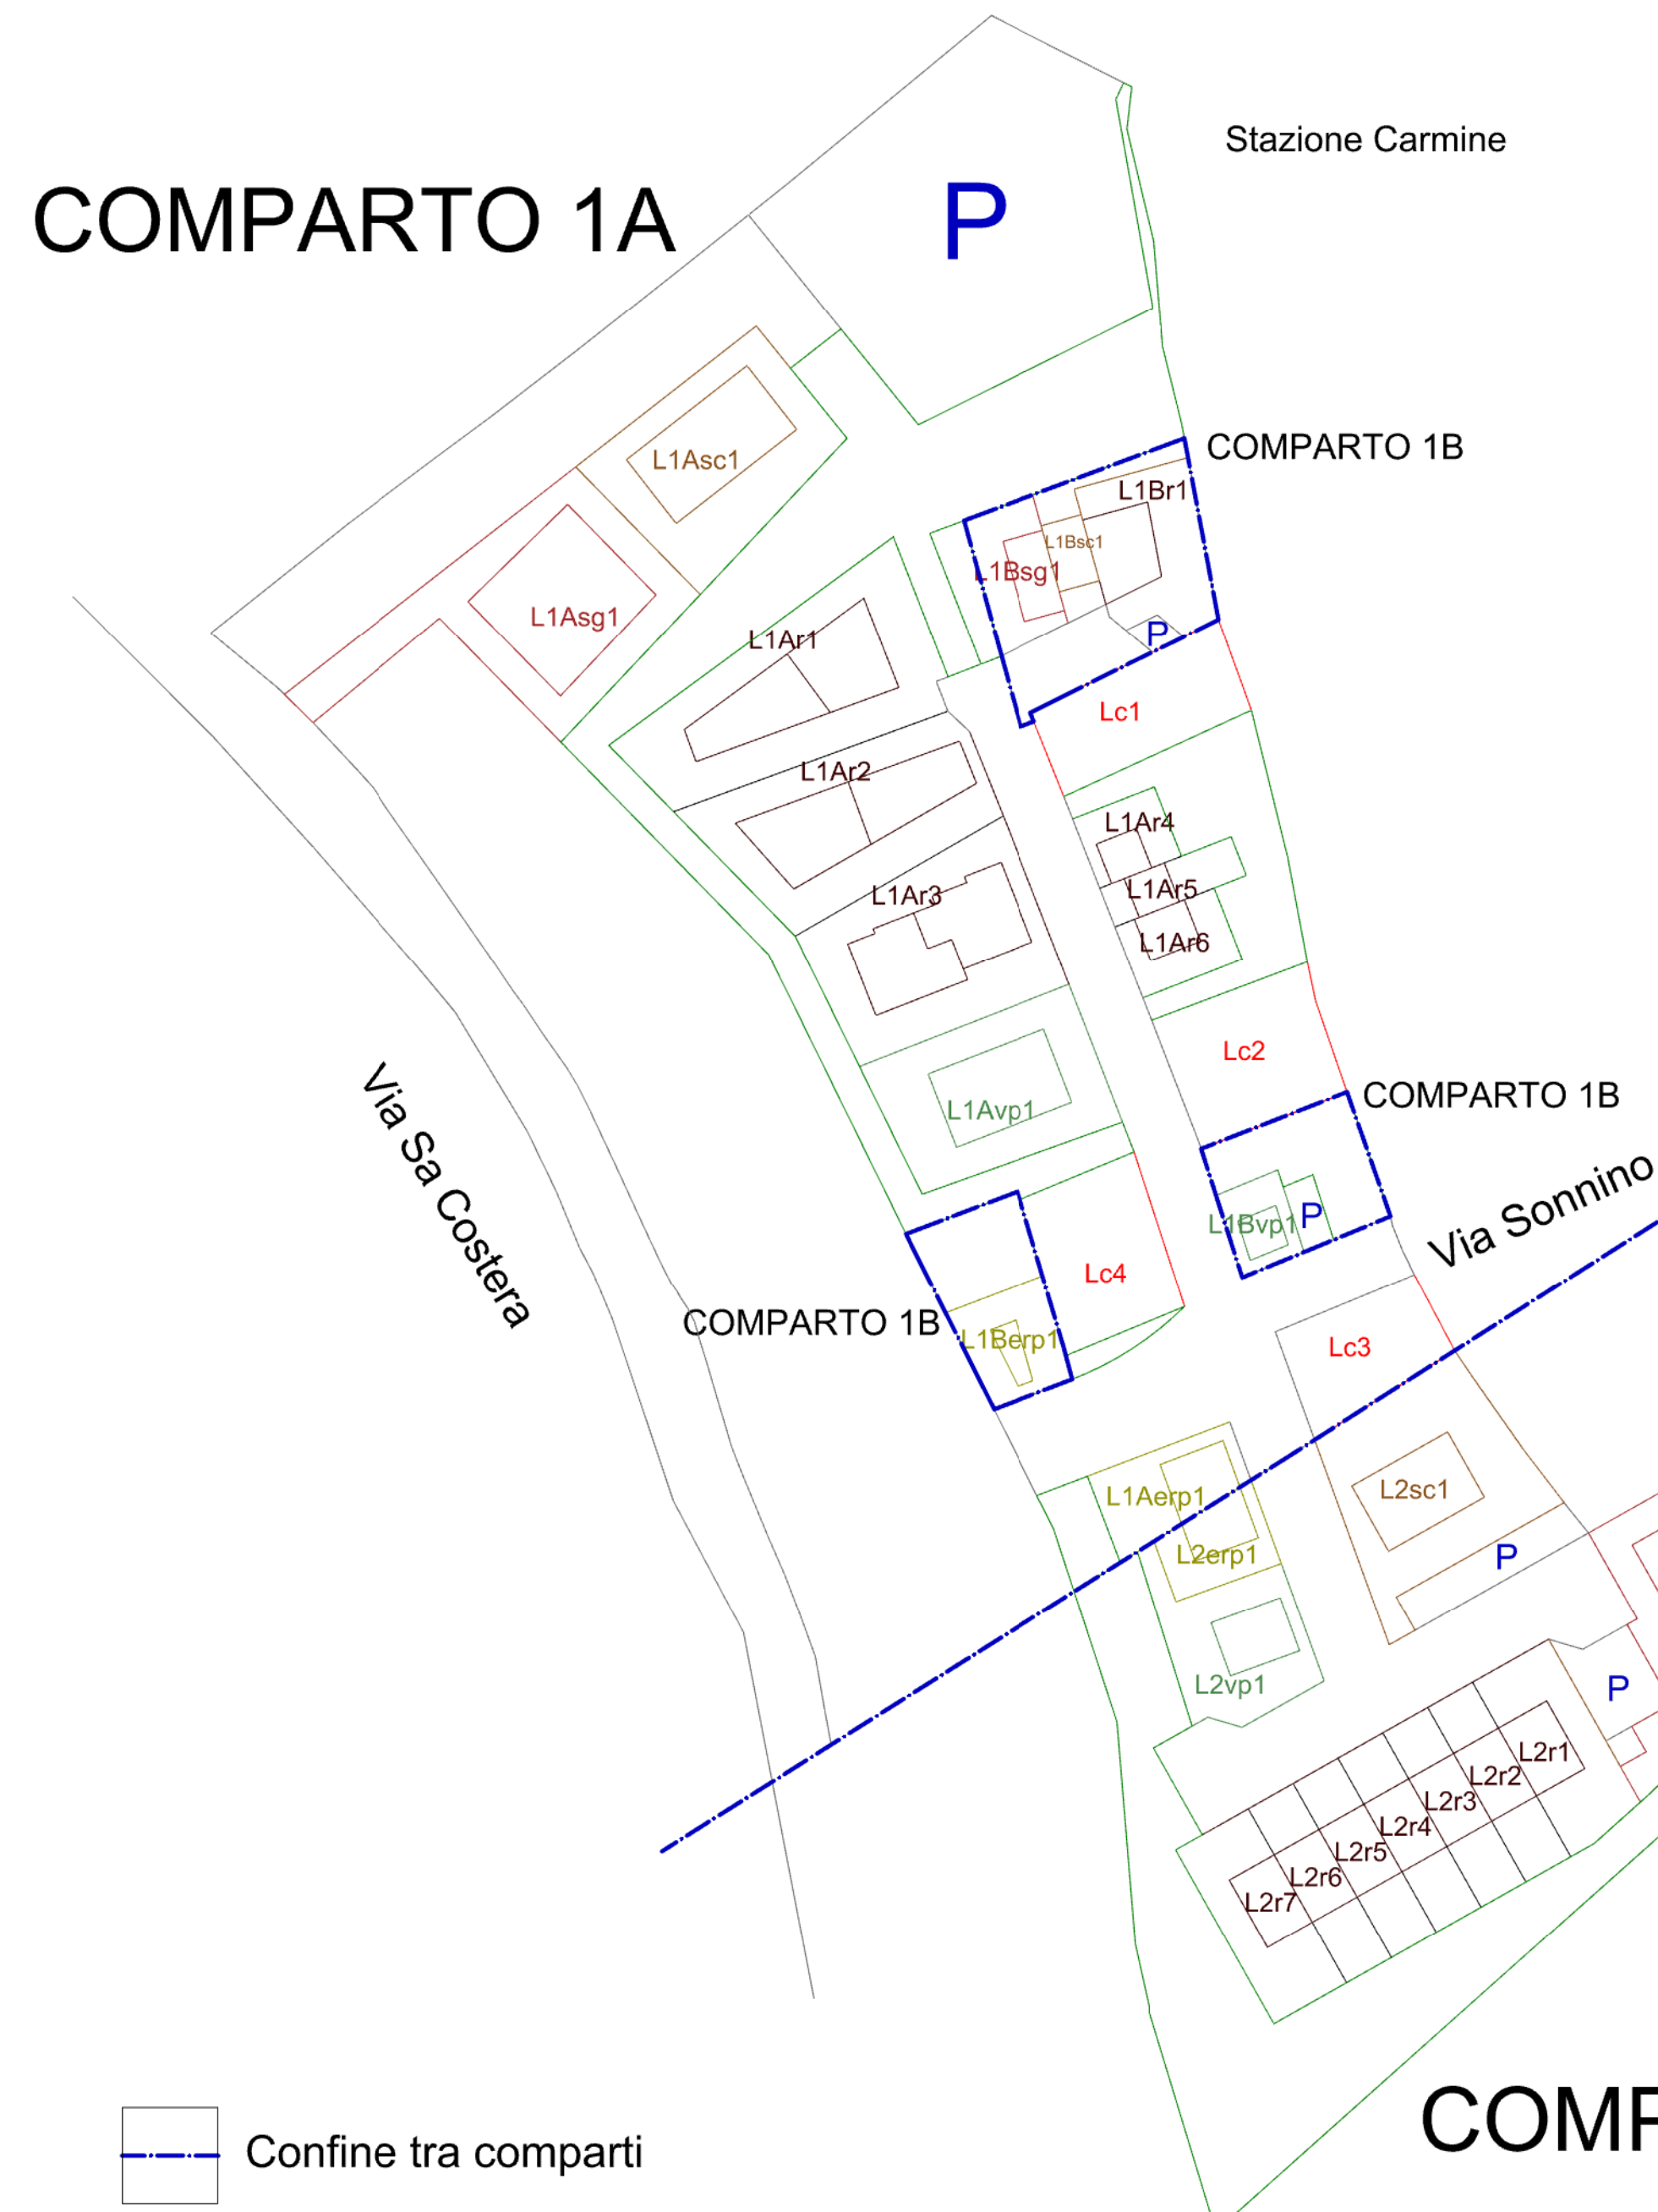 Stazione Carmine
COMPARTO 1A
P
COMPARTO 1B
L1Asc1
L1Br1
L1Bsc1
L1Bsg1
L1Asg1
P
L1Ar1
Lc1
L1Ar2
L1Ar4
L1Ar3
L1Ar5
L1Ar6
Lc2
COMPARTO 1B
L1Avp1
Via Sa Costera
Via Sonnino
L1Bvp1
P
Lc4
COMPARTO 1B
L1Berp1
Lc3
L2sc1
L1Aerp1
L2erp1
P
L2vp1
P
L2r1
L2r2
L2r3
L2r4
L2r5
L2r6
L2r7
COMP
Confine tra comparti